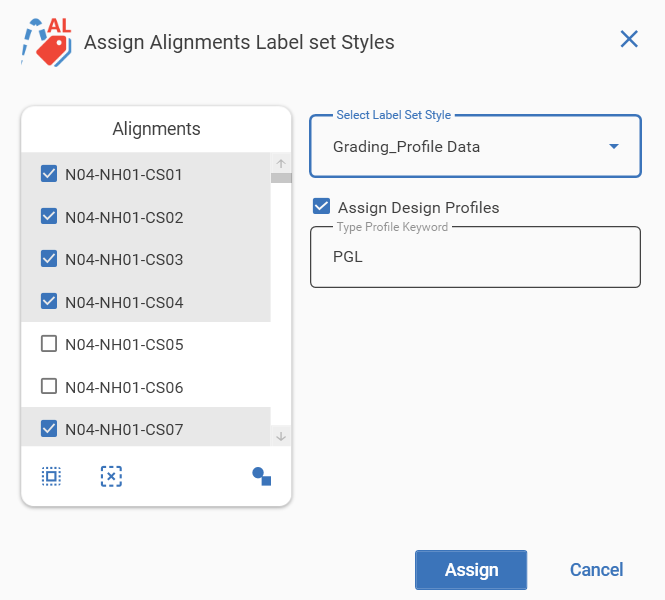 AL
Assign Alignments Label set Styles
Alignments
N04-NH01-CS01
N04-NH01-CS02
N04-NH01-CS03
N04-NH01-CS04
N04-NH01-CS05
N04-NH01-CS06
N04-NH01-CS07
Select Label Set Style
Grading_Profile Data
Assign Design Profiles
Type Profile Keyword
PGL
Assign
Cancel